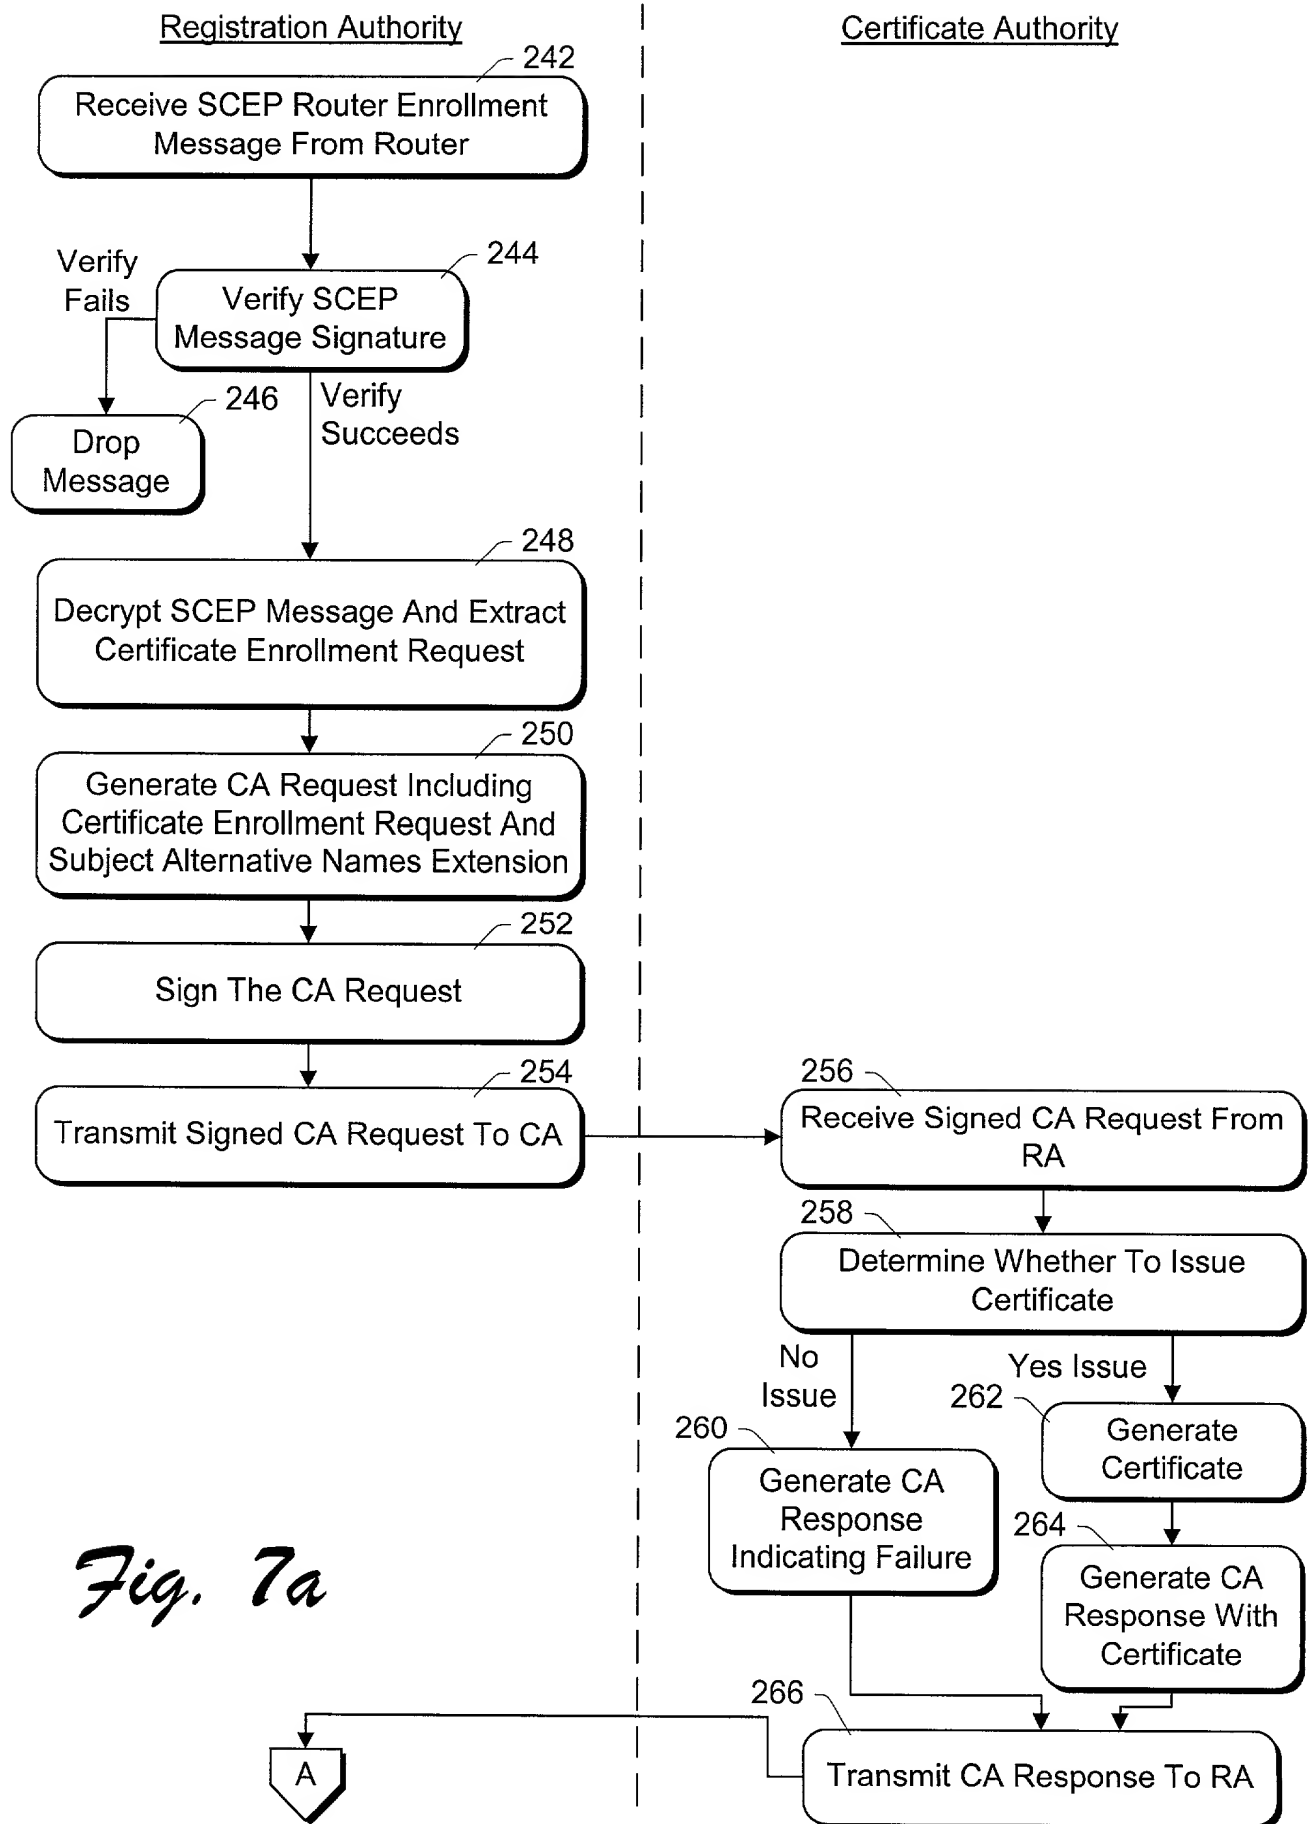 Registration Authority
Certificate Authority
242
Receive SCEP Router Enrollment
Message From Router
244
Verify
Fails
Verify SCEP
Message Signature
246
Verify
Succeeds
Drop
Message
248
Decrypt SCEP Message And Extract
Certificate Enrollment Request
250
Generate CA Request Including
Certificate Enrollment Request And
Subject Alternative Names Extension
252
Sign The CA Request
254
Transmit Signed CA Request To CA
256
Receive Signed CA Request From
RA
258
Determine Whether To Issue
Certificate
No
Issue
Yes Issue
260
Generate CA
Response
Indicating Failure
262
Generate
Certificate
264
Generate CA
Response With
Certificate
266
Transmit CA Response To RA
A
Fig. 7a